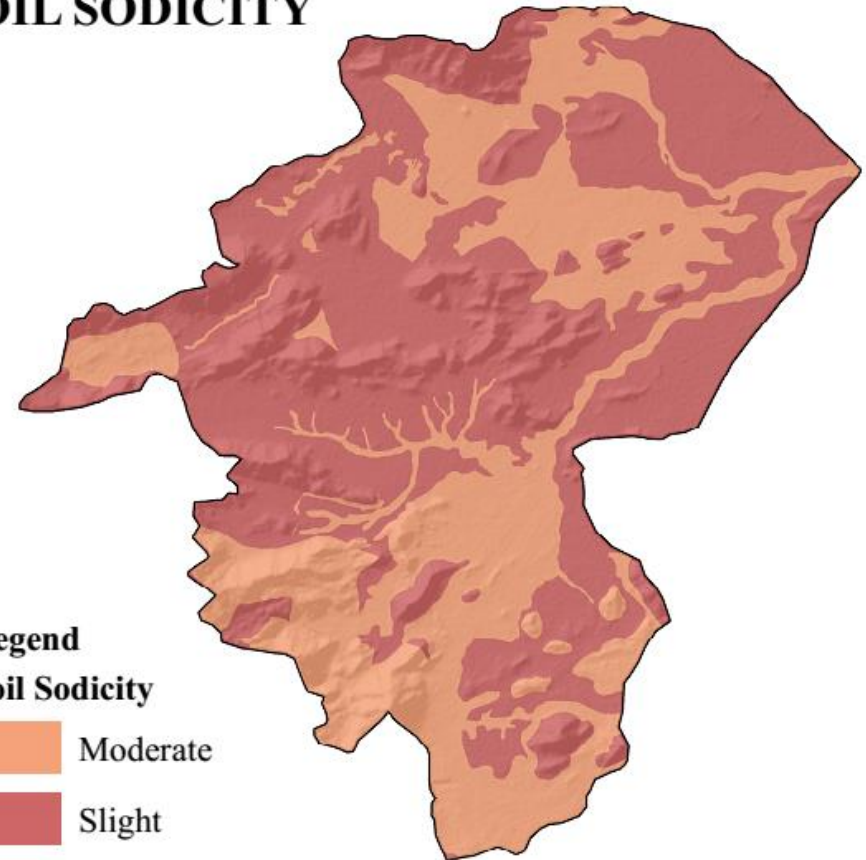 OIL SODICITY
egend
oil Sodicity
Moderate
Slight